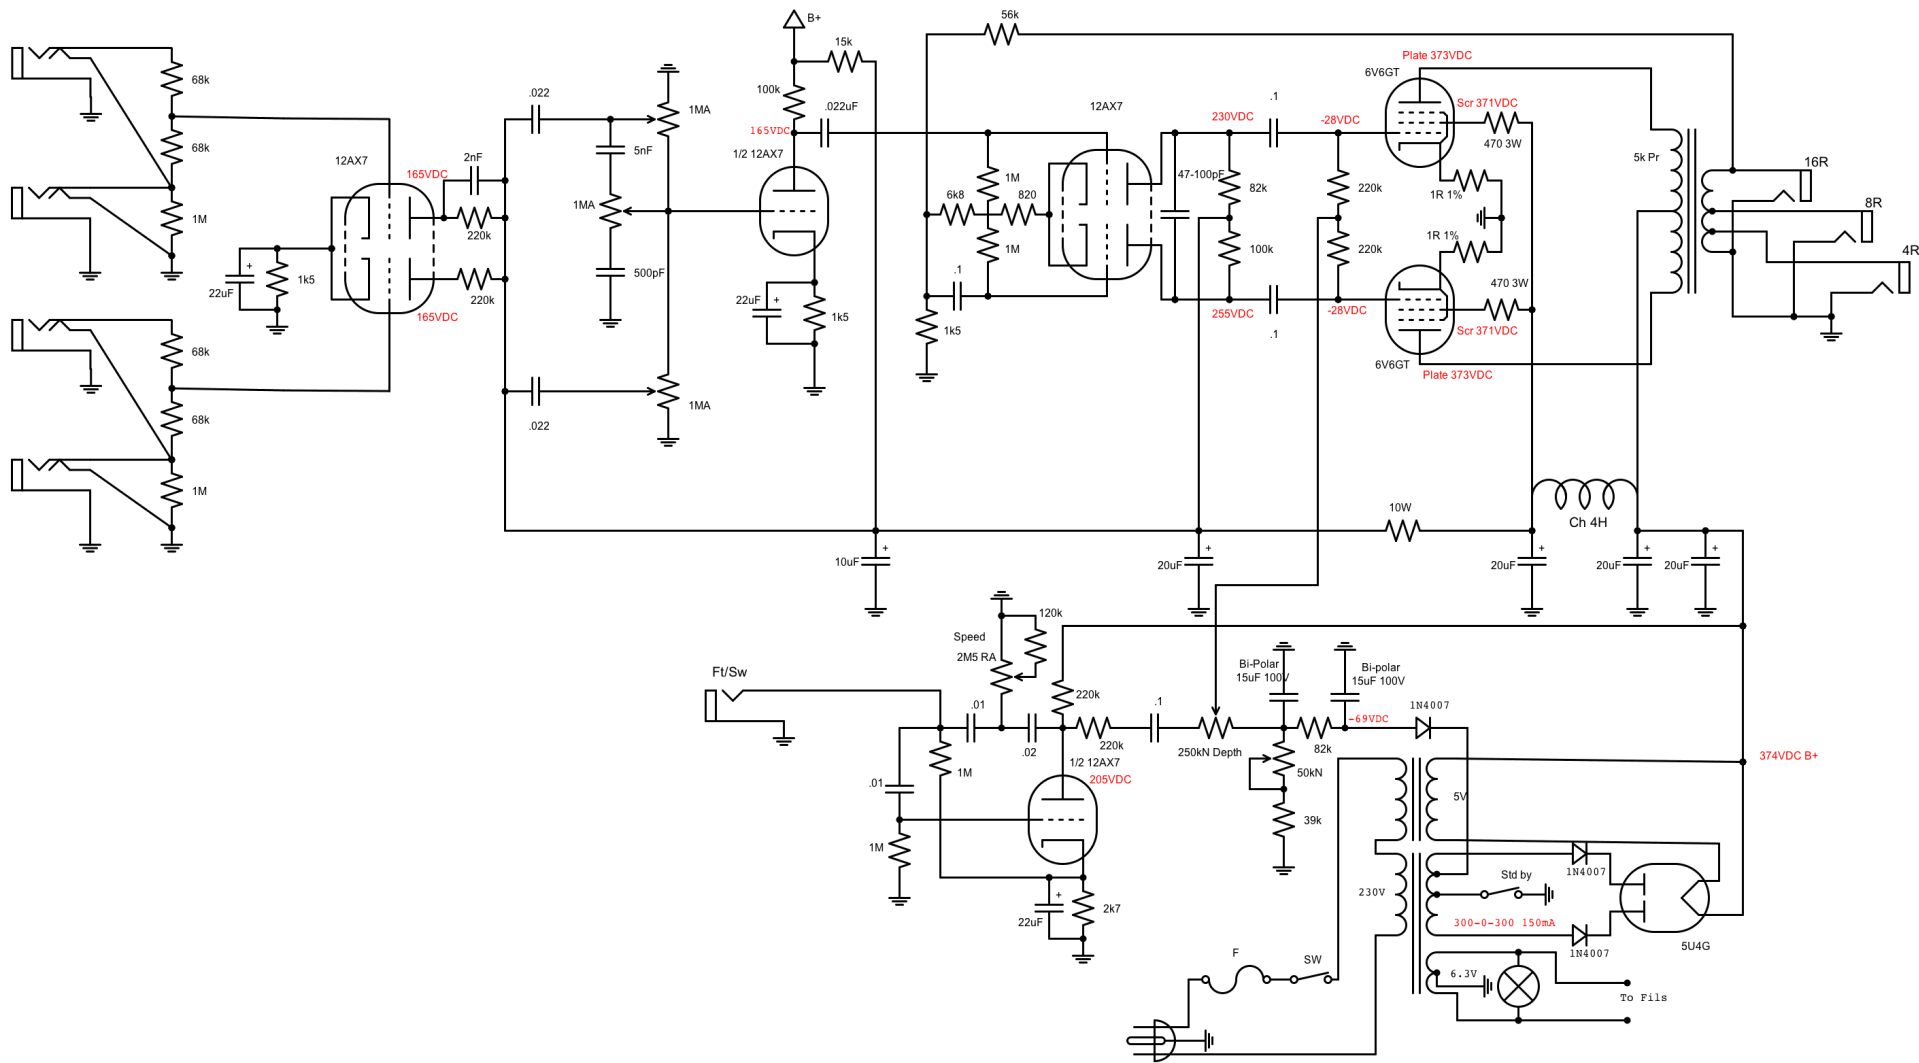 B+
56k
15k
Plate 373VDC
6V6GT
68k
.022
1MA
100k
.022uF
12AX7
230VDC
.1
-28VDC
Scr 371VDC
470 3W
5k Pr
16R
68k
12AX7
165VDC
2nF
5nF
165VDC
1/2 12AX7
1M
47-100pF
82k
220k
1R 1%
8R
1M
220k
1MA
6k8
820
1M
100k
220k
1R 1%
4R
22uF
+
1k5
220k
165VDC
500pF
22uF
+
1k5
.1
1k5
255VDC
.1
-28VDC
470 3W
Scr 371VDC
6V6GT
Plate 373VDC
68k
68k
1M
.022
1MA
10W
Ch 4H
10uF
+
20uF
+
20uF
+
20uF
+
20uF
+
Speed
2M5 RA
120k
Ft/Sw
.01
.02
220k
220k
.1
250kN Depth
Bi-Polar
15uF 100V
Bi-polar
15uF 100V
-69VDC
1N4007
82k
1M
1/2 12AX7
205VDC
50kN
374VDC B+
.01
5V
39k
1M
22uF
+
2k7
230V
1N4007
Std by
300-0-300 150mA
1N4007
5U4G
F
SW
6.3V
To Fils